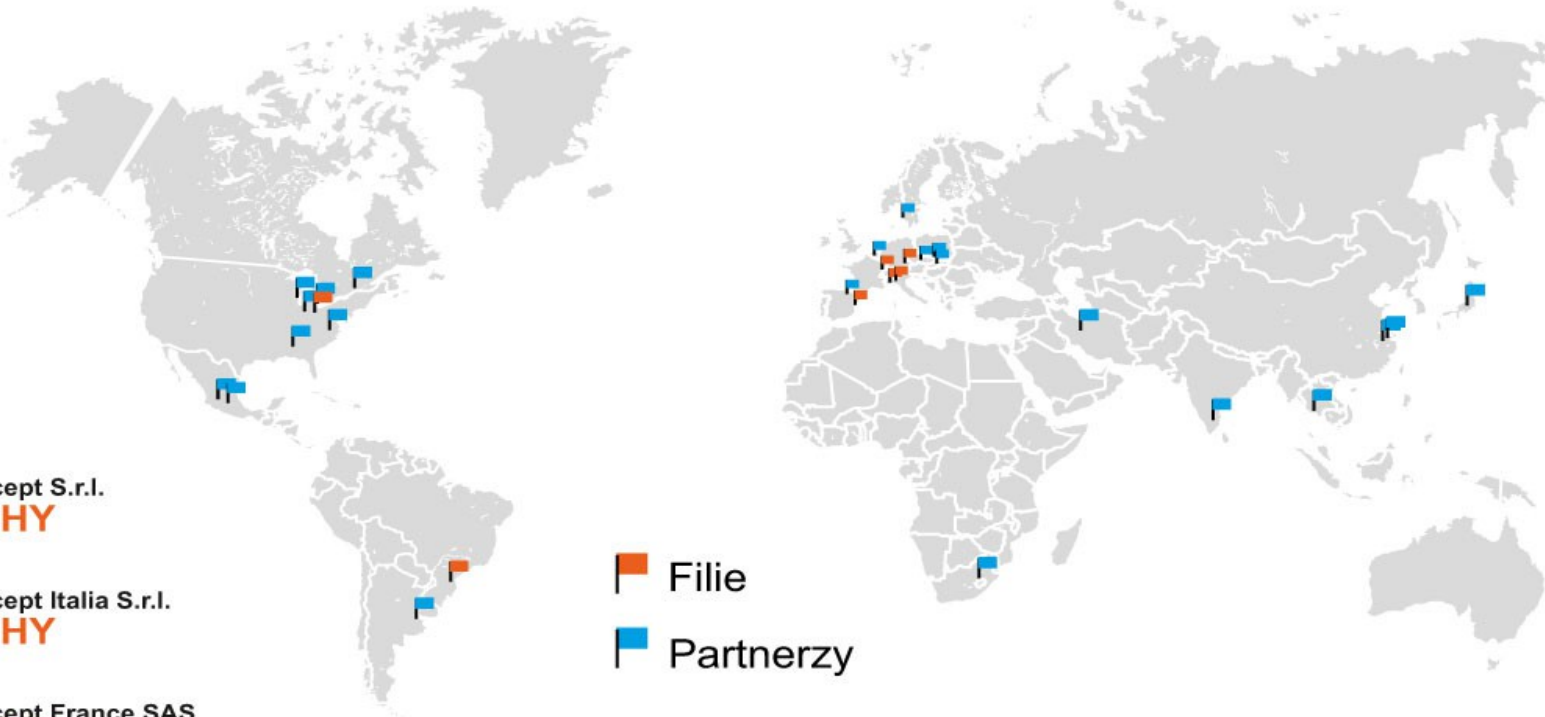 cept S.r.l.
HY
cept Italia S.r.l.
HY
cept France SAS
Filie
Partnerzy